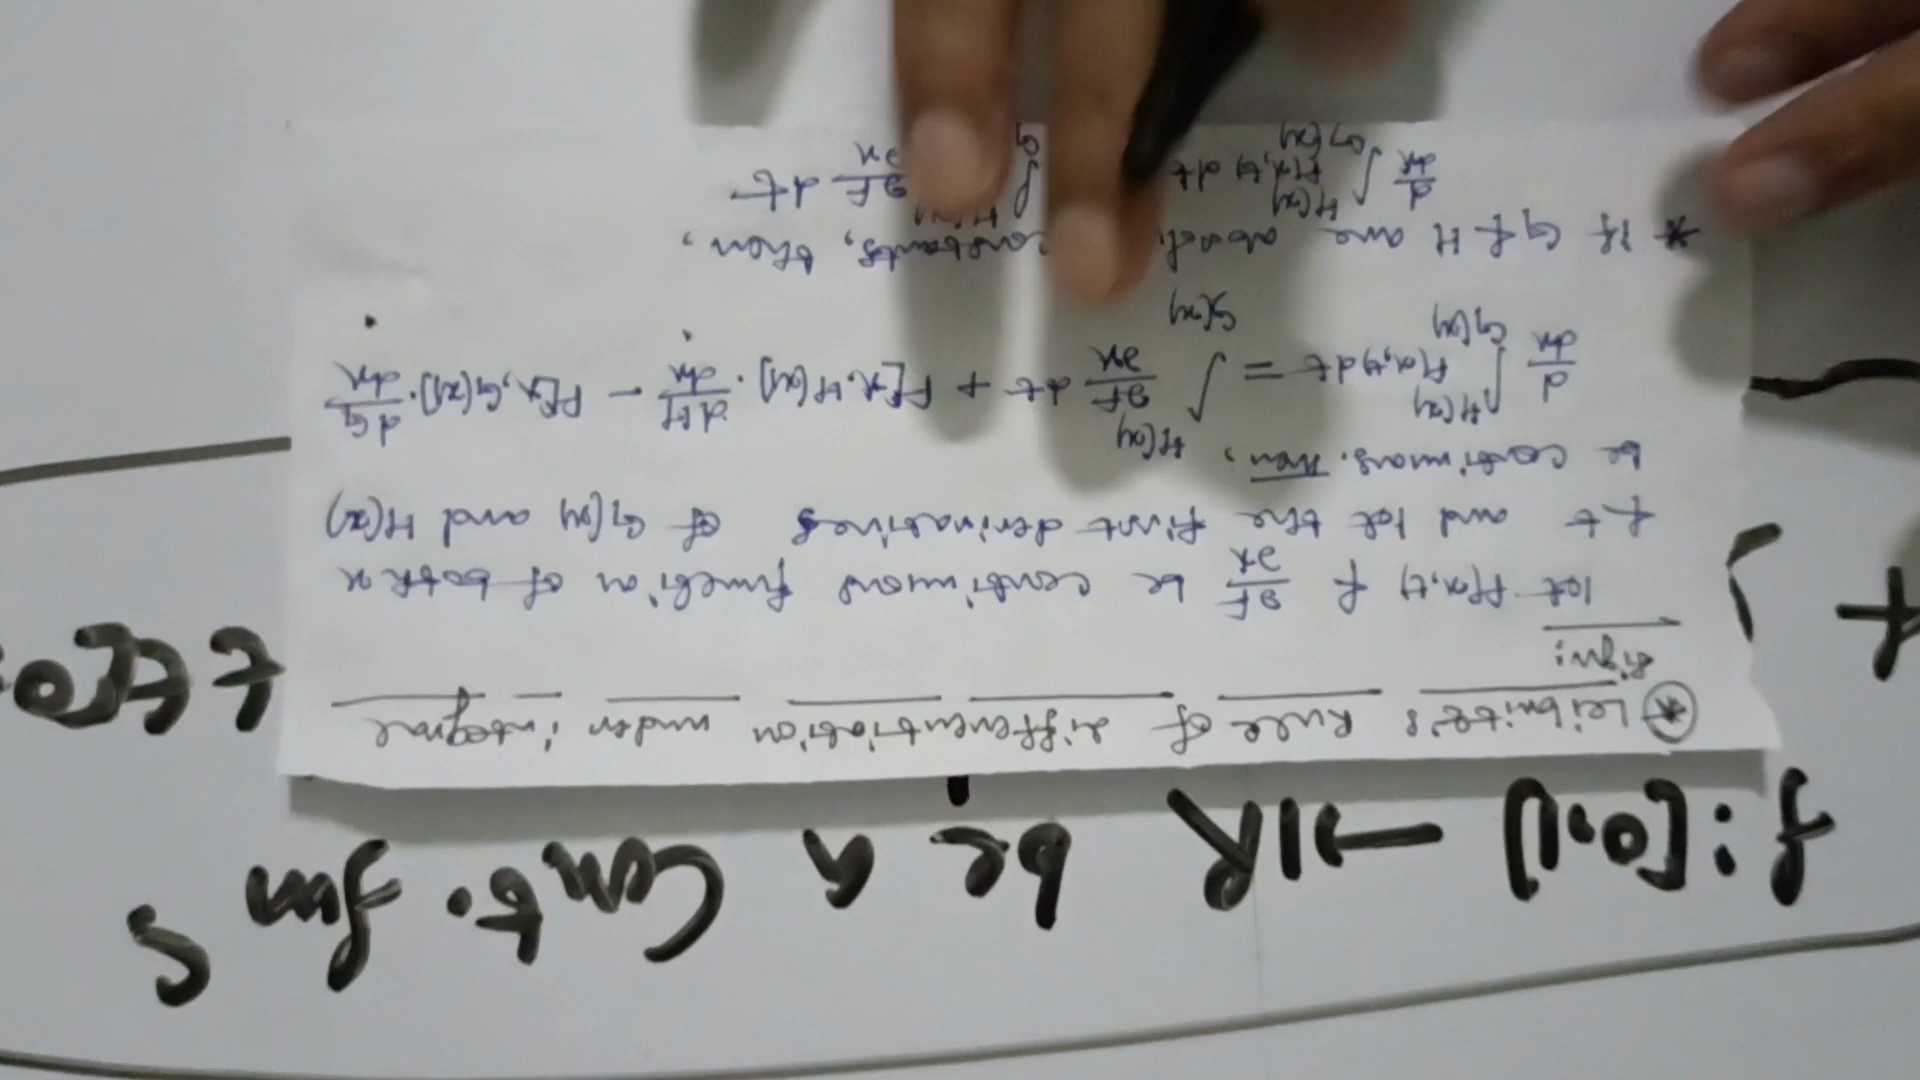 f:[0,1] → IR be a Cont. fun
⊛ Leibnitz's Rule of differentiation under integral
sign:
let F(x,t) & ∂F/∂x be continuous function of both x
& t and let the first derivatives of G(x) and H(x)
be continuous. Then,
d/dx ∫_{G(x)}^{H(x)} F(x,t) dt = ∫_{G(x)}^{H(x)} ∂F/∂x dt + F[x,H(x)]. dH/dx - F[x,G(x)]. dG/dx
* If G & H are constants, then,
d/dx ∫_{G(x)}^{H(x)} F(x,t) dt ∂F/∂x dt